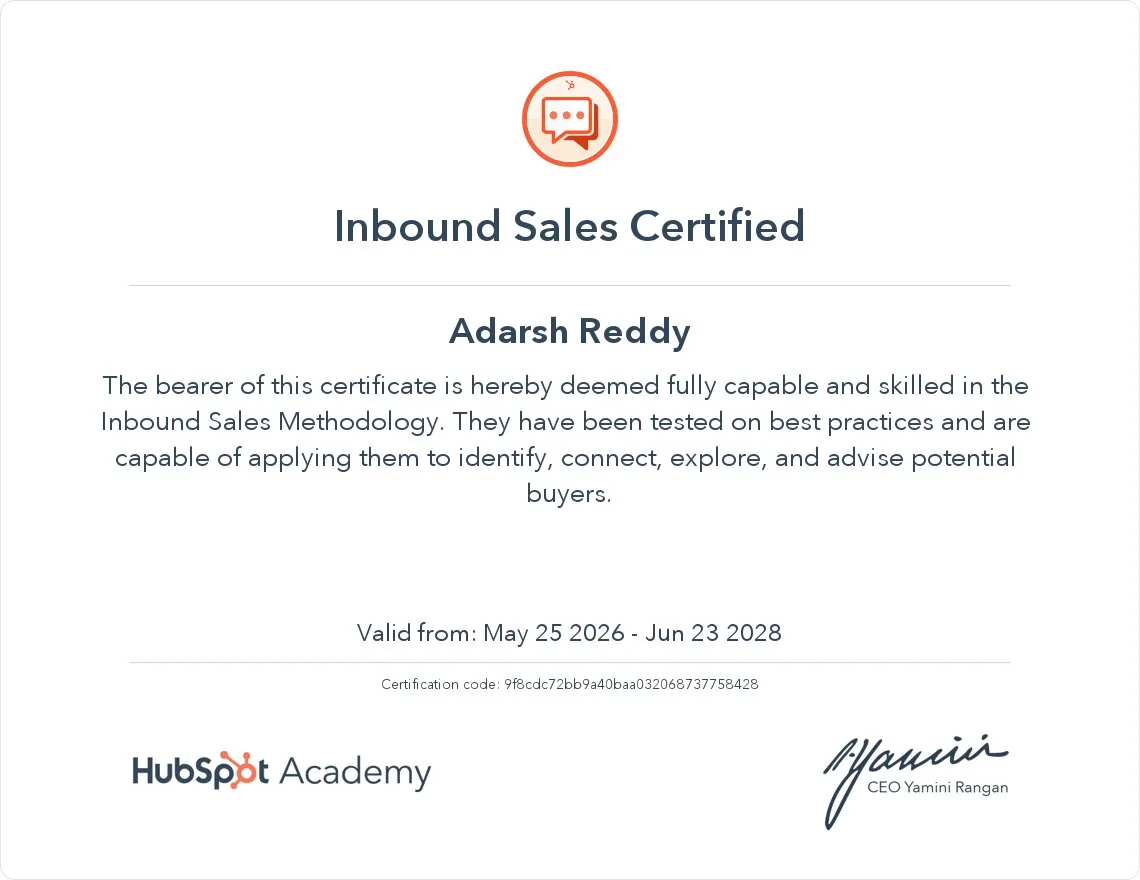 Inbound Sales Certified
Adarsh Reddy
The bearer of this certificate is hereby deemed fully capable and skilled in the
Inbound Sales Methodology. They have been tested on best practices and are
capable of applying them to identify, connect, explore, and advise potential
buyers.
Valid from: May 25 2026 - Jun 23 2028
Certification code: 9f8cdc72bb9a40baa032068737758428
HubSpot Academy
Y Yamini
CEO Yamini Rangan